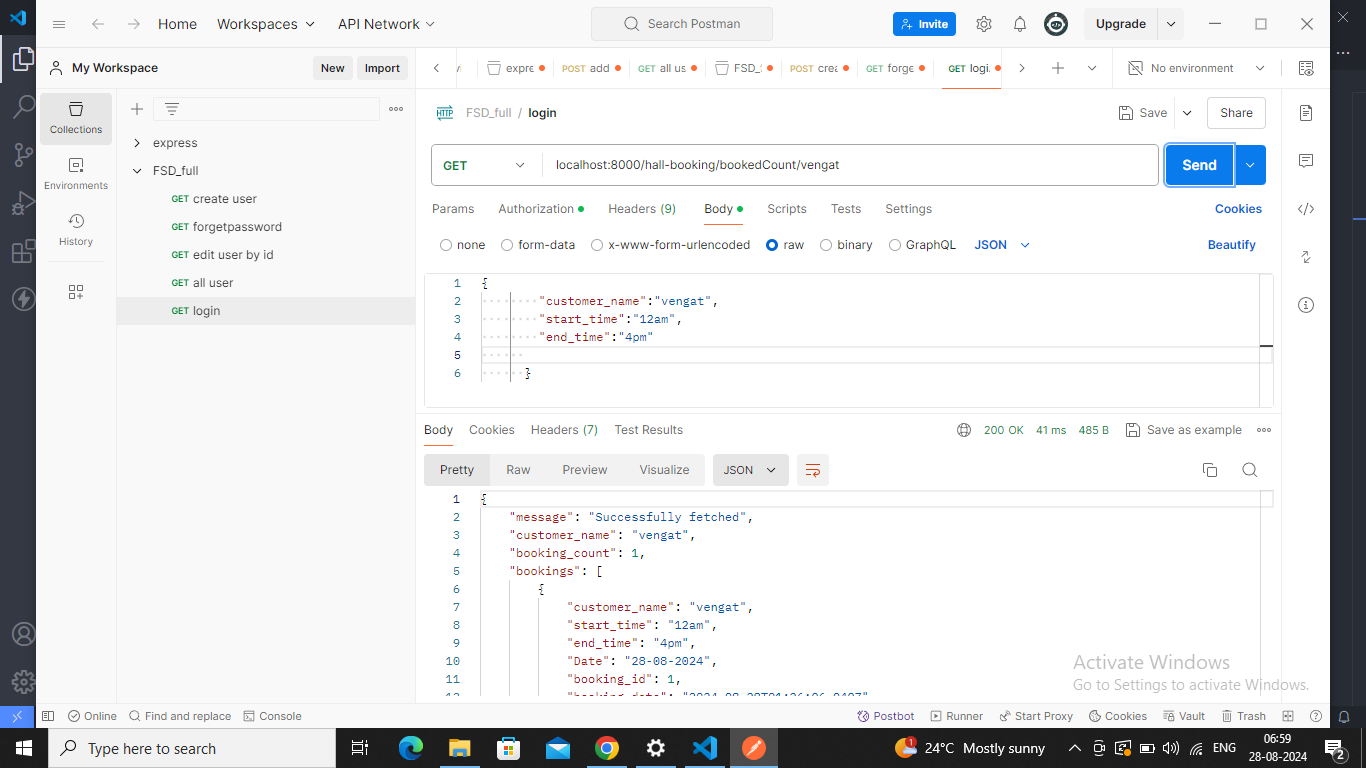 Home
Workspaces
API Network
Search Postman
Invite
Upgrade
My Workspace
New
Import
expre
POST add
GET all us
FSD_
POST crea
GET forge
GET logi
No environment
Collections
Environments
History
express
FSD_full
GET create user
GET forgetpassword
GET edit user by id
GET all user
GET login
HTTP FSD_full / login
Save
Share
GET
localhost:8000/hall-booking/bookedCount/vengat
Send
Params
Authorization
Headers (9)
Body
Scripts
Tests
Settings
Cookies
none
form-data
x-www-form-urlencoded
raw
binary
GraphQL
JSON
Beautify
1 {
2 "customer_name":"vengat",
3 "start_time":"12am",
4 "end_time":"4pm"
5
6 }
Body
Cookies
Headers (7)
Test Results
200 OK
41 ms
485 B
Save as example
Pretty
Raw
Preview
Visualize
JSON
1 {
2 "message": "Successfully fetched",
3 "customer_name": "vengat",
4 "booking_count": 1,
5 "bookings": [
6 {
7 "customer_name": "vengat",
8 "start_time": "12am",
9 "end_time": "4pm",
10 "Date": "28-08-2024",
11 "booking_id": 1,
Activate Windows
Go to Settings to activate Windows.
Online
Find and replace
Console
Postbot
Runner
Start Proxy
Cookies
Vault
Trash
Type here to search
1
24°C Mostly sunny
ENG
06:59
28-08-2024
2